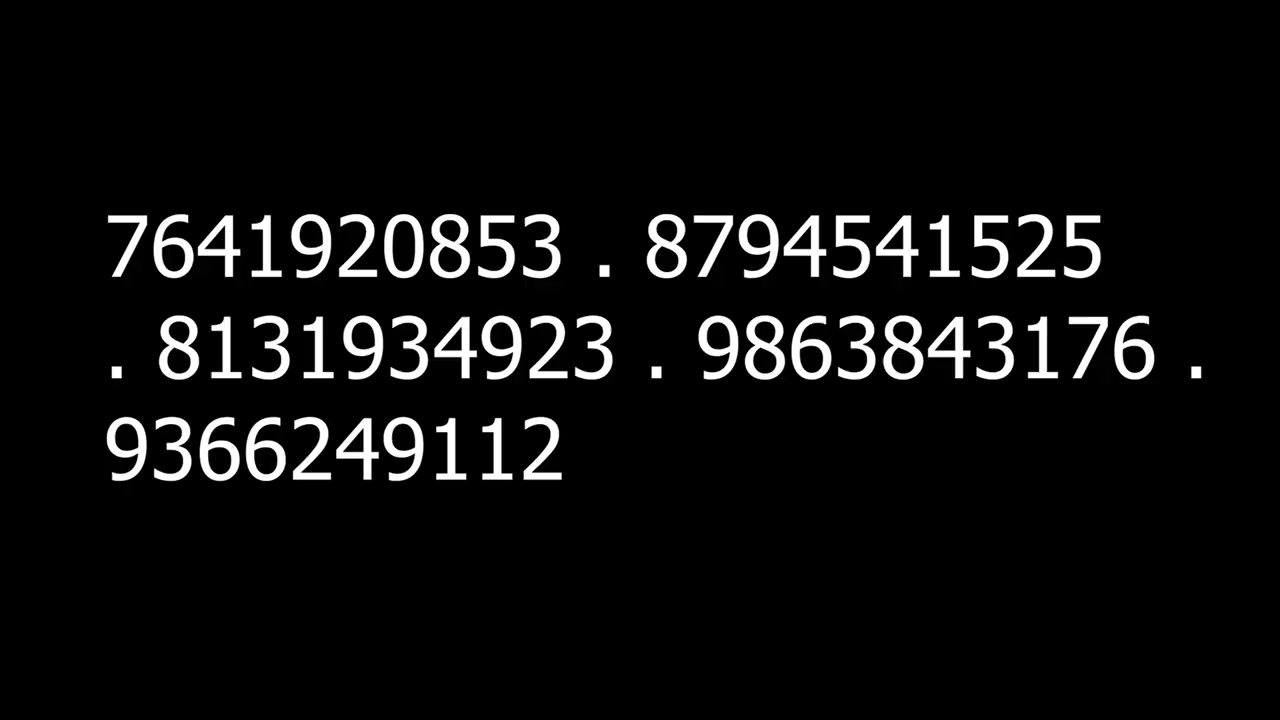 7641920853 . 8794541525
. 8131934923 . 9863843176 .
9366249112